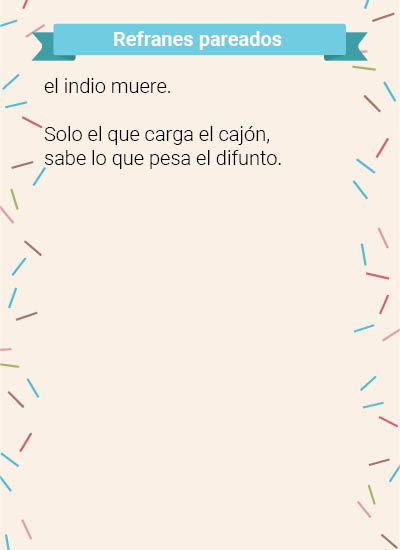 Refranes pareados
el indio muere.
Solo el que carga el cajón,
sabe lo que pesa el difunto.